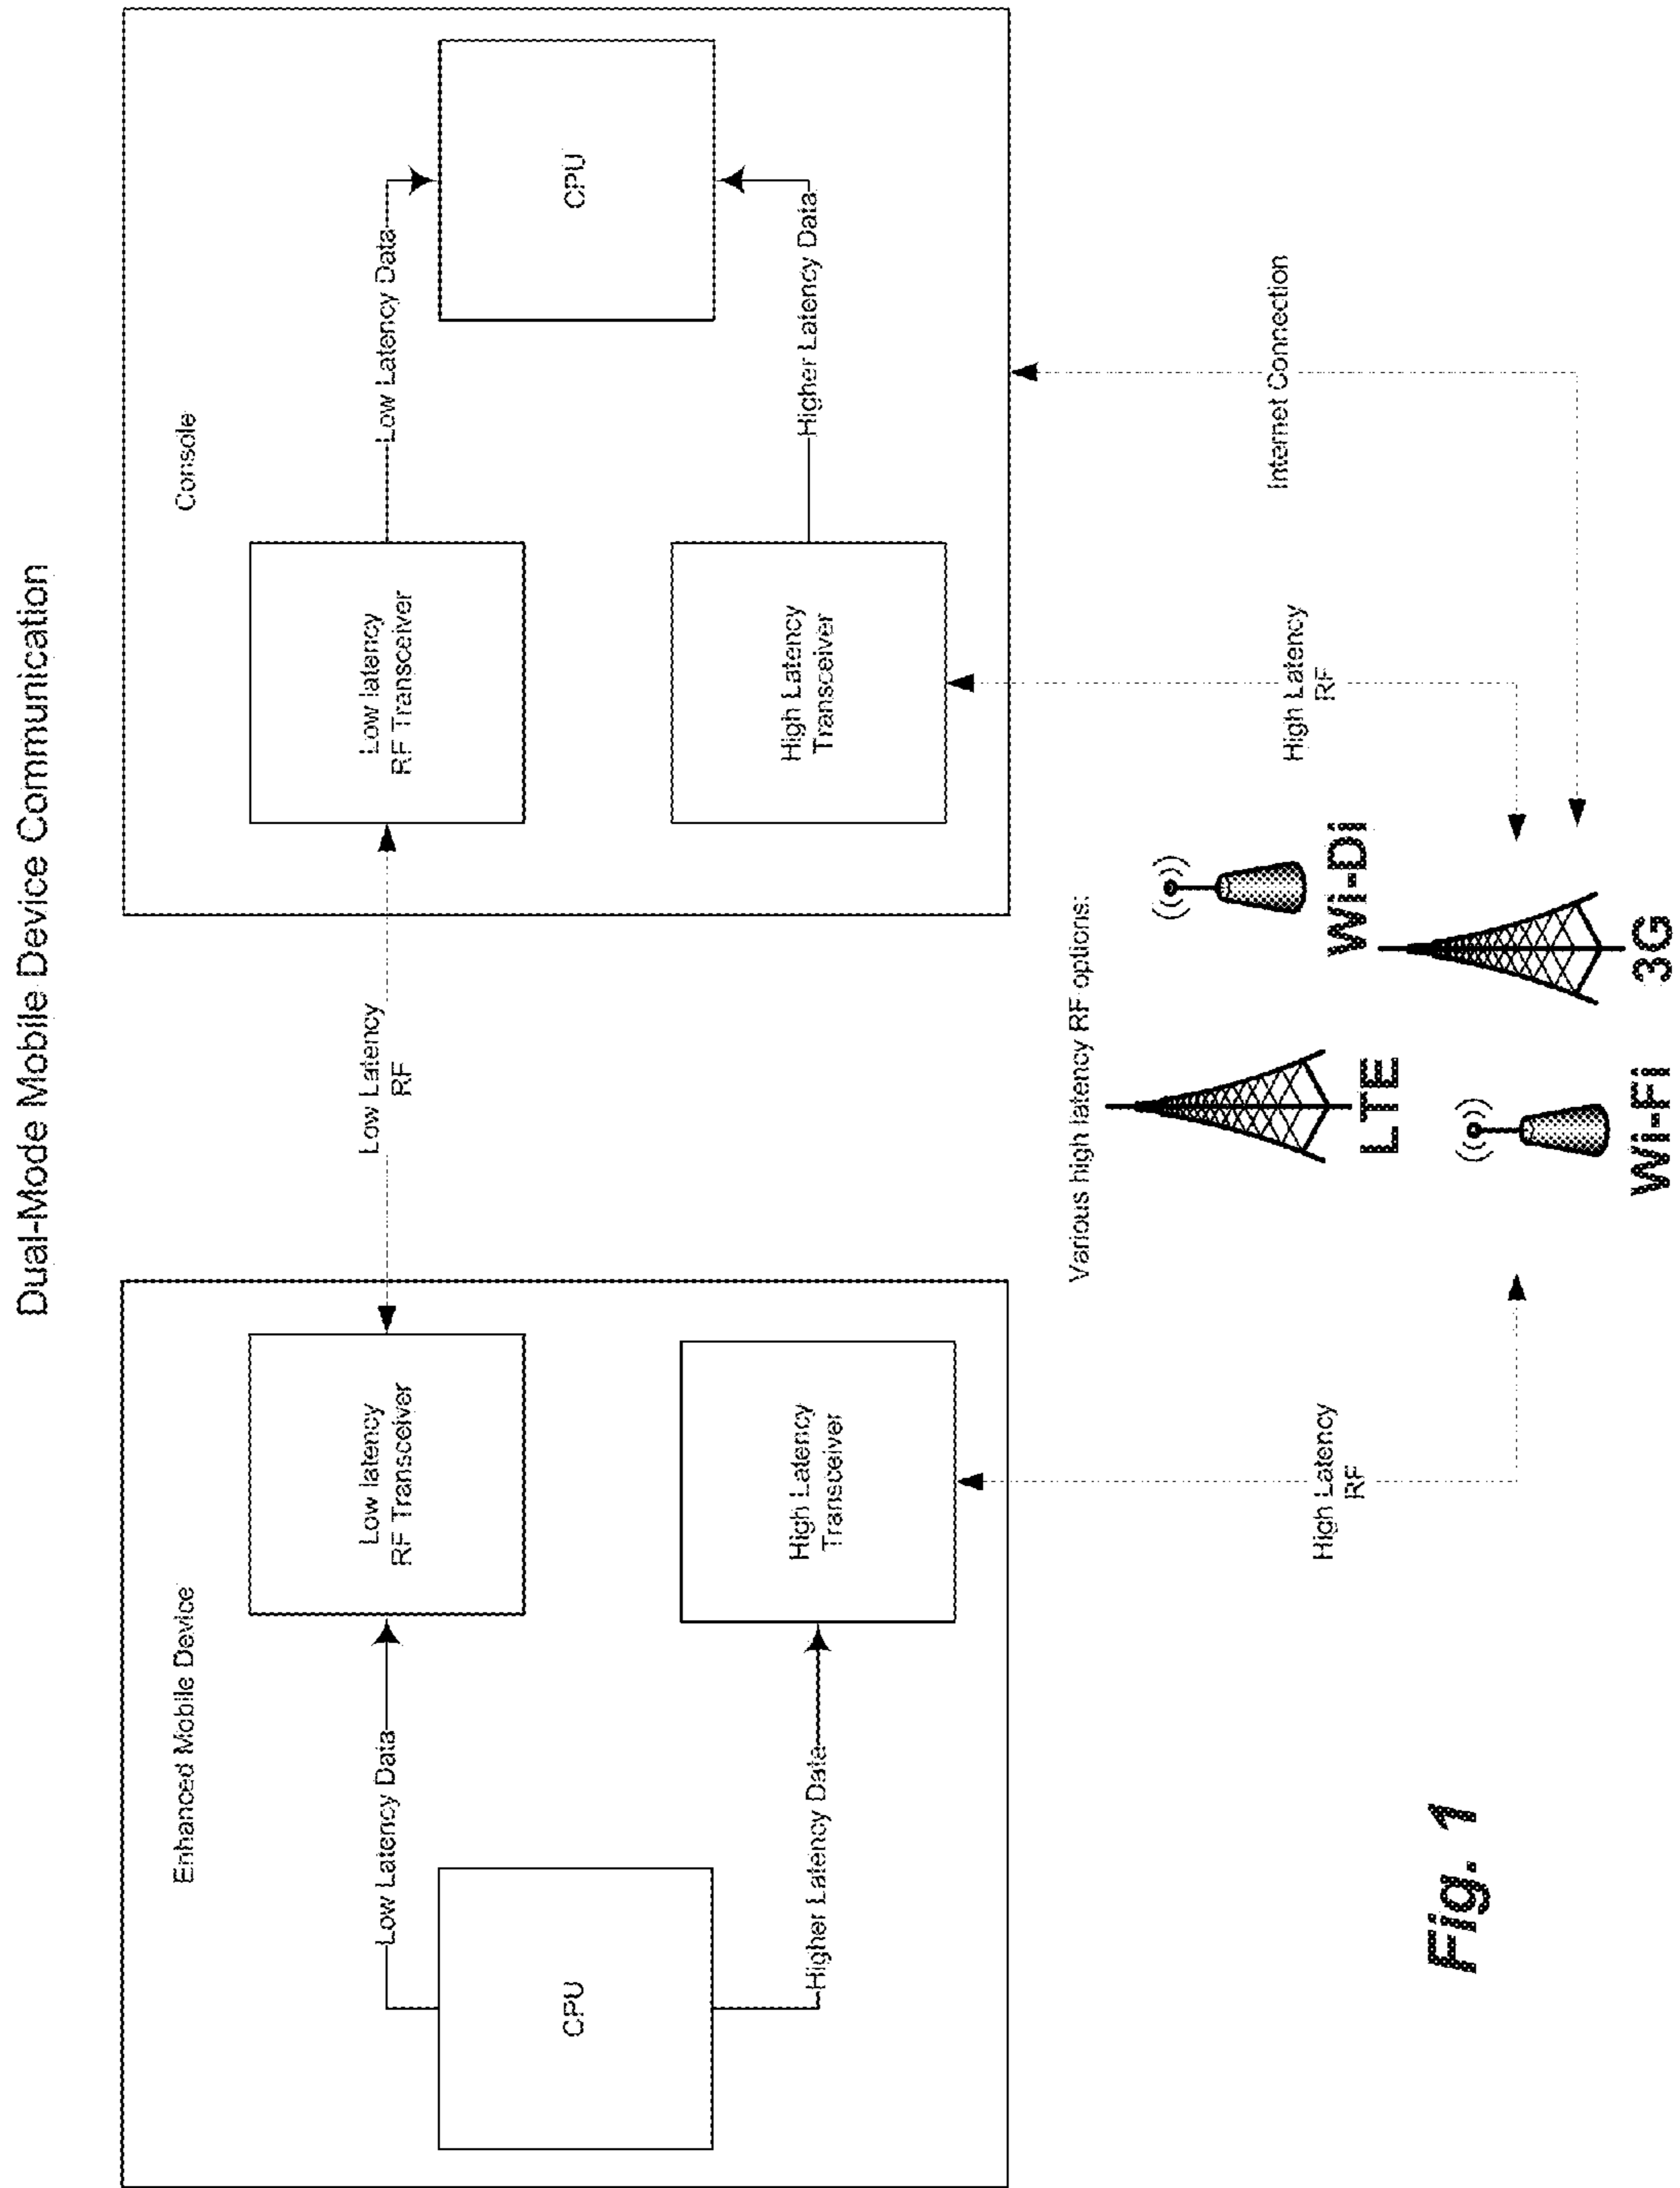 Dual-Mode Mobile Device Communication
Enhanced Mobile Device
CPU
Low Latency Data
Higher Latency Data
Low latency
RF Transceiver
High Latency
Transceiver
Low Latency
RF
Console
Low latency
RF Transceiver
High Latency
Transceiver
Low Latency Data
Higher Latency Data
CPU
High Latency
RF
Various high latency RF options:
LTE
Wi-Fi
Wi-Di
3G
High Latency
RF
Internet Connection
Fig. 1